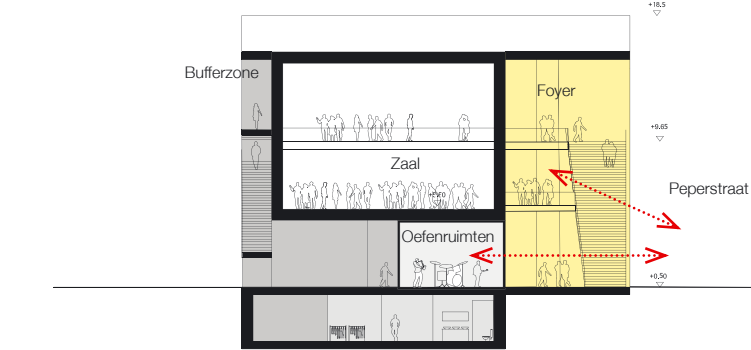 +18.5
Bufferzone
Foyer
+9.65
Zaal
Peperstraat
Oefenruimten
+0,50